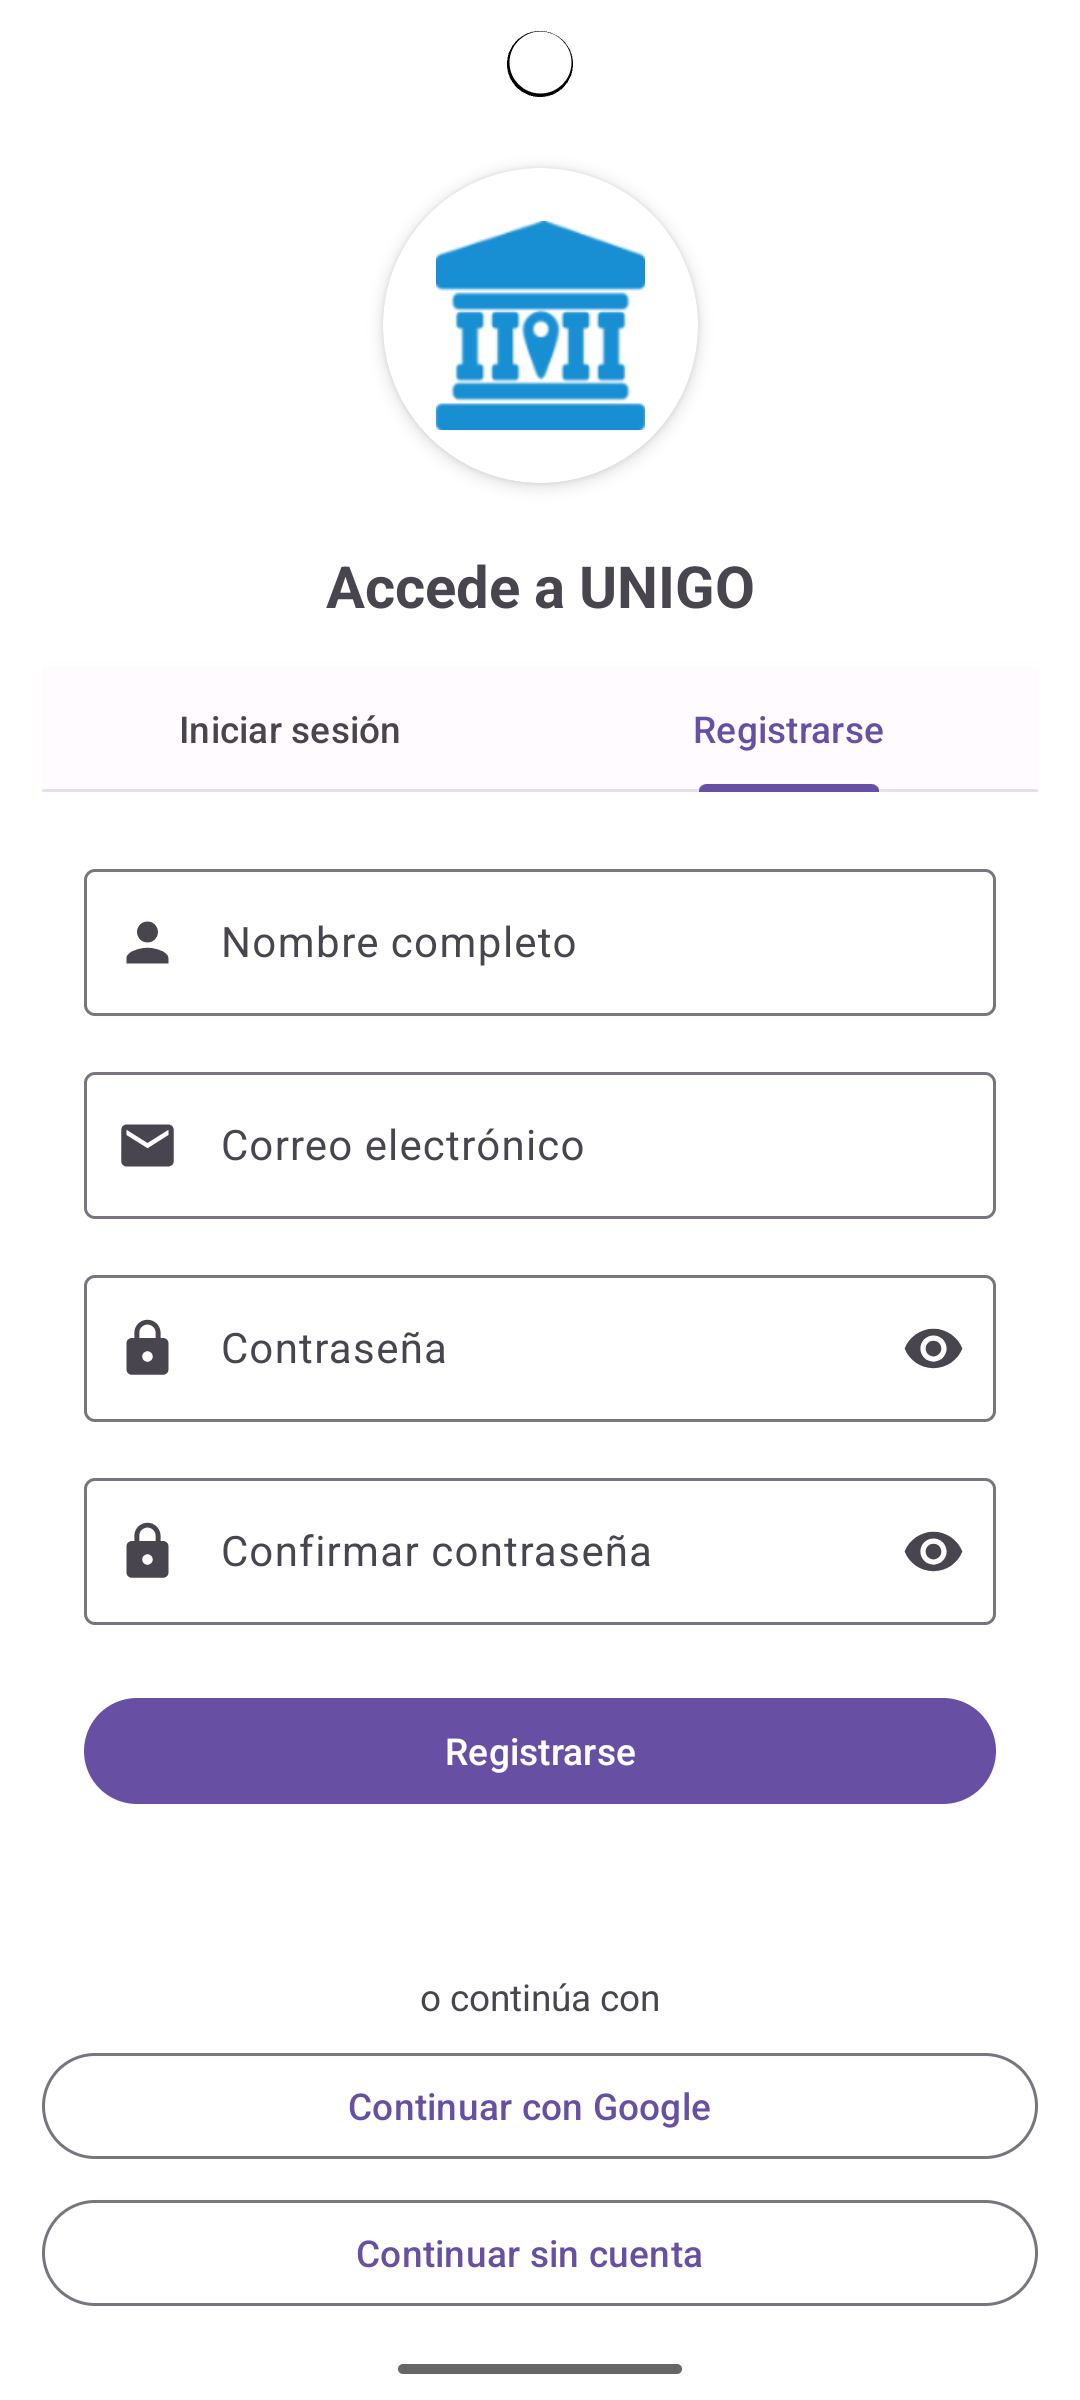 Accede a UNIGO
Iniciar sesión
Registrarse
Nombre completo
Correo electrónico
Contraseña
Confirmar contraseña
Registrarse
o continúa con
Continuar con Google
Continuar sin cuenta